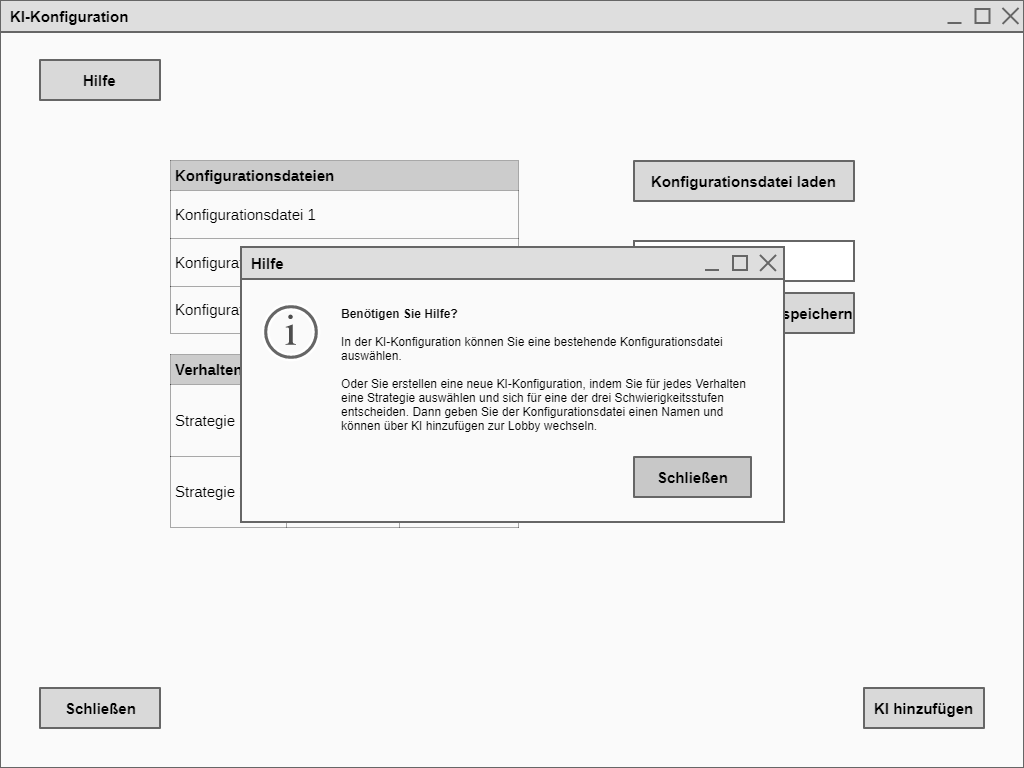 KI-Konfiguration
Hilfe
Konfigurationsdateien
Konfigurationsdatei laden
Konfigurationsdatei 1
Hilfe
speichern
i
Benötigen Sie Hilfe?
In der KI-Konfiguration können Sie eine bestehende Konfigurationsdatei
auswählen.
Oder Sie erstellen eine neue KI-Konfiguration, indem Sie für jedes Verhalten
eine Strategie auswählen und sich für eine der drei Schwierigkeitsstufen
entscheiden. Dann geben Sie der Konfigurationsdatei einen Namen und
können über KI hinzufügen zur Lobby wechseln.
Verhalten
Strategie
Strategie
Schließen
Schließen
KI hinzufügen